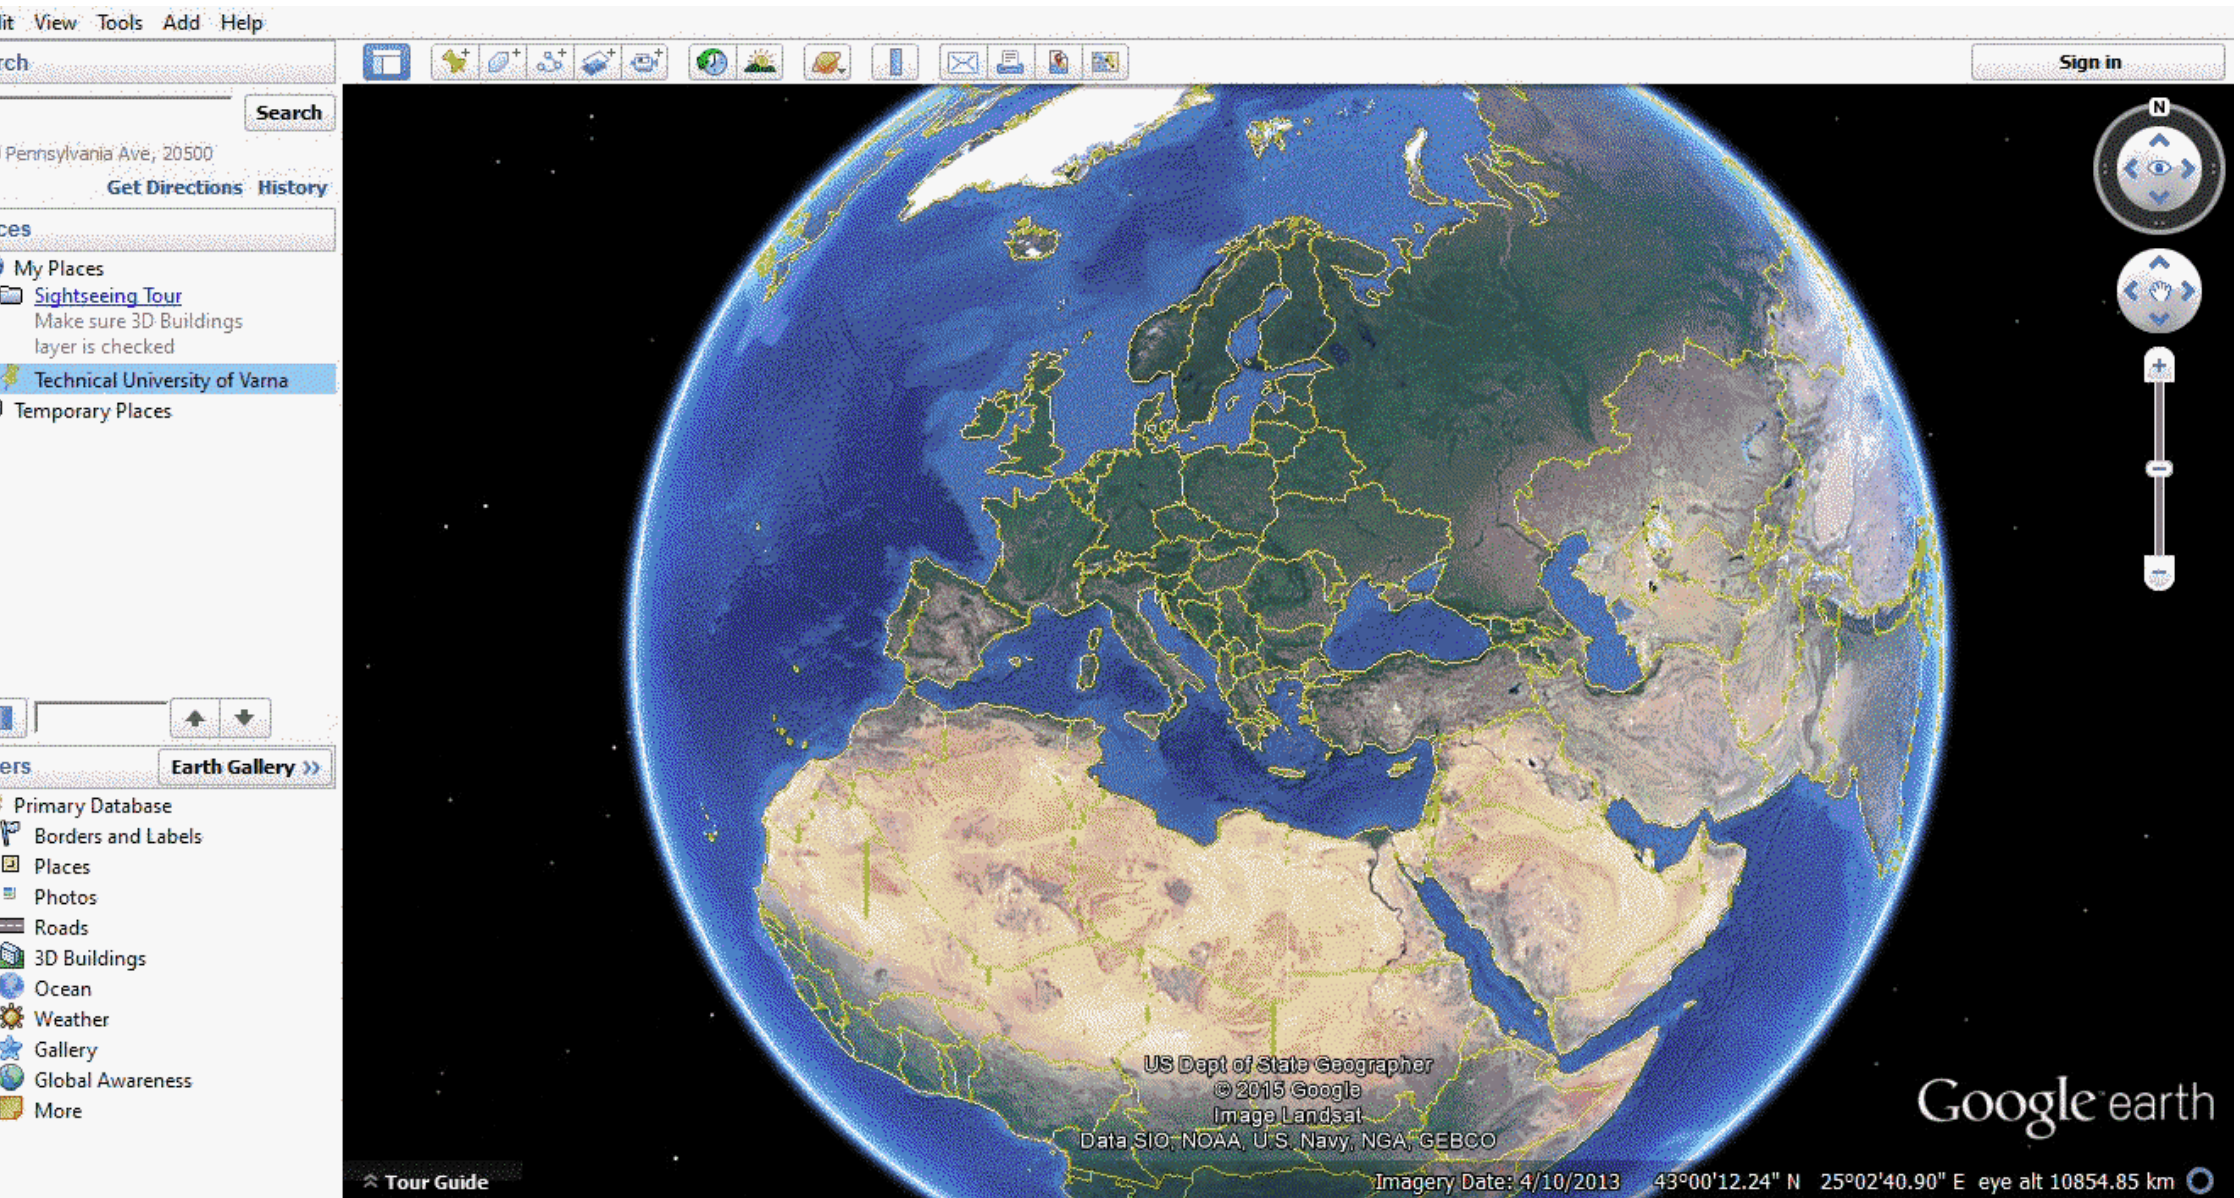 it View Tools Add Help
rch
Search
Pennsylvania Ave, 20500
Get Directions History
ces
My Places
Sightseeing Tour
Make sure 3D Buildings
layer is checked
Technical University of Varna
Temporary Places
ers
Earth Gallery »
Primary Database
Borders and Labels
Places
Photos
Roads
3D Buildings
Ocean
Weather
Gallery
Global Awareness
More
Sign in
N
US Dept of State Geographer
© 2015 Google
Image Landsat
Data SIO, NOAA, U.S. Navy, NGA, GEBCO
Google earth
Tour Guide
Imagery Date: 4/10/2013 43°00'12.24" N 25°02'40.90" E eye alt 10854.85 km